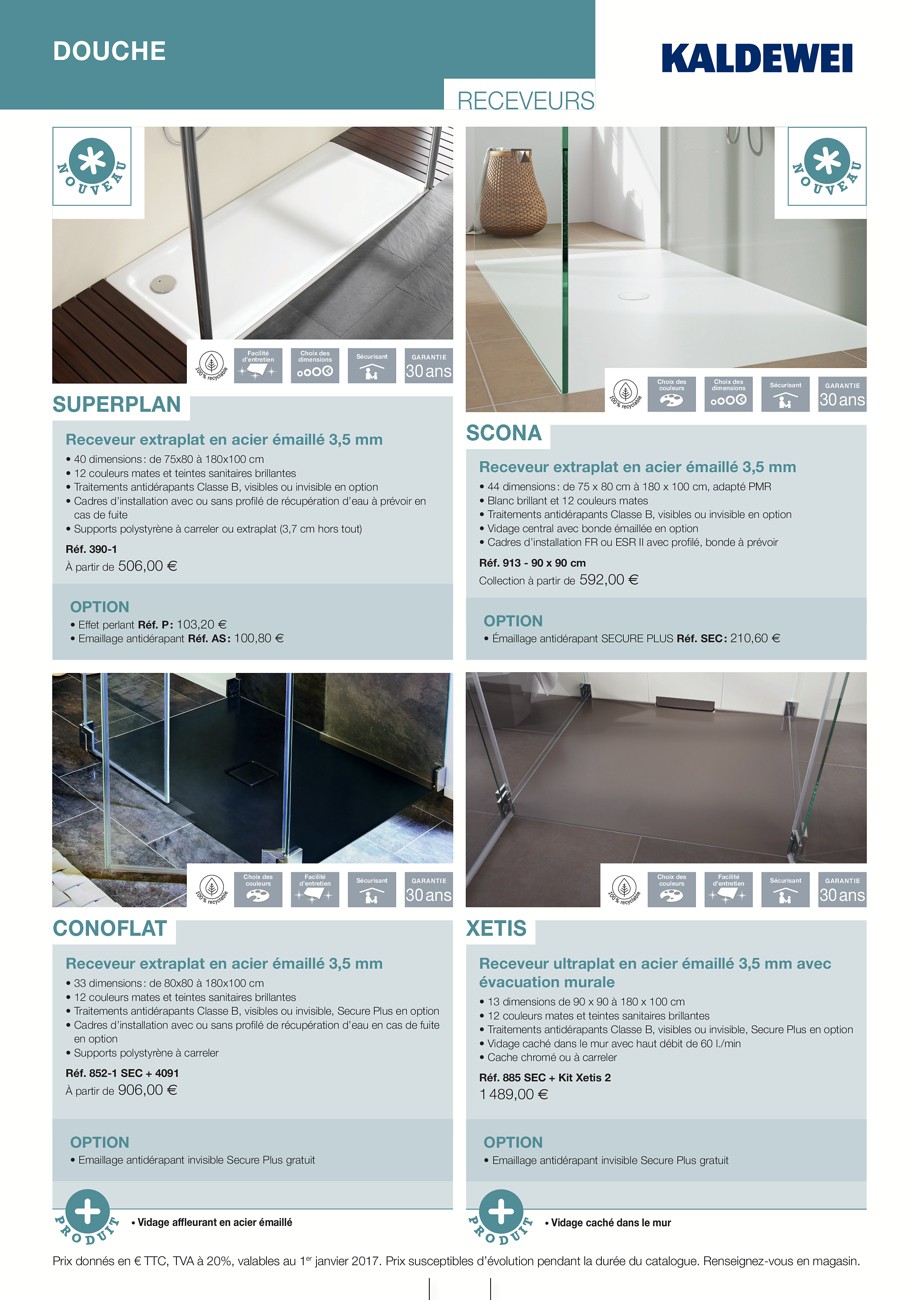 DOUCHE
KALDEWEI
RECEVEURS
NOUVEAU
100% recyclable
Facilité
d'entretien
Choix des
dimensions
Sécurisant
GARANTIE
30 ans
SUPERPLAN
Receveur extraplat en acier émaillé 3,5 mm
• 40 dimensions : de 75x80 à 180x100 cm
• 12 couleurs mates et teintes sanitaires brillantes
• Traitements antidérapants Classe B, visibles ou invisible en option
• Cadres d'installation avec ou sans profilé de récupération d'eau à prévoir en
cas de fuite
• Supports polystyrène à carreler ou extraplat (3,7 cm hors tout)
Réf. 390-1
À partir de 506,00 €
OPTION
• Effet perlant Réf. P : 103,20 €
• Emaillage antidérapant Réf. AS : 100,80 €
NOUVEAU
100% recyclable
Choix des
couleurs
Choix des
dimensions
Sécurisant
GARANTIE
30 ans
SCONA
Receveur extraplat en acier émaillé 3,5 mm
• 44 dimensions : de 75 x 80 cm à 180 x 100 cm, adapté PMR
• Blanc brillant et 12 couleurs mates
• Traitements antidérapants Classe B, visibles ou invisible en option
• Vidage central avec bonde émaillée en option
• Cadres d'installation FR ou ESR II avec profilé, bonde à prévoir
Réf. 913 - 90 x 90 cm
Collection à partir de 592,00 €
OPTION
• Émaillage antidérapant SECURE PLUS Réf. SEC : 210,60 €
100% recyclable
Choix des
couleurs
Facilité
d'entretien
Sécurisant
GARANTIE
30 ans
CONOFLAT
Receveur extraplat en acier émaillé 3,5 mm
• 33 dimensions : de 80x80 à 180x100 cm
• 12 couleurs mates et teintes sanitaires brillantes
• Traitements antidérapants Classe B, visibles ou invisible, Secure Plus en option
• Cadres d'installation avec ou sans profilé de récupération d'eau en cas de fuite
en option
• Supports polystyrène à carreler
Réf. 852-1 SEC + 4091
À partir de 906,00 €
OPTION
• Emaillage antidérapant invisible Secure Plus gratuit
PRODUIT
• Vidage affleurant en acier émaillé
100% recyclable
Choix des
couleurs
Facilité
d'entretien
Sécurisant
GARANTIE
30 ans
XETIS
Receveur ultraplat en acier émaillé 3,5 mm avec
évacuation murale
• 13 dimensions de 90 x 90 à 180 x 100 cm
• 12 couleurs mates et teintes sanitaires brillantes
• Traitements antidérapants Classe B, visibles ou invisible, Secure Plus en option
• Vidage caché dans le mur avec haut débit de 60 l./min
• Cache chromé ou à carreler
Réf. 885 SEC + Kit Xetis 2
1 489,00 €
OPTION
• Emaillage antidérapant invisible Secure Plus gratuit
PRODUIT
• Vidage caché dans le mur
Prix donnés en € TTC, TVA à 20%, valables au 1er janvier 2017. Prix susceptibles d'évolution pendant la durée du catalogue. Renseignez-vous en magasin.